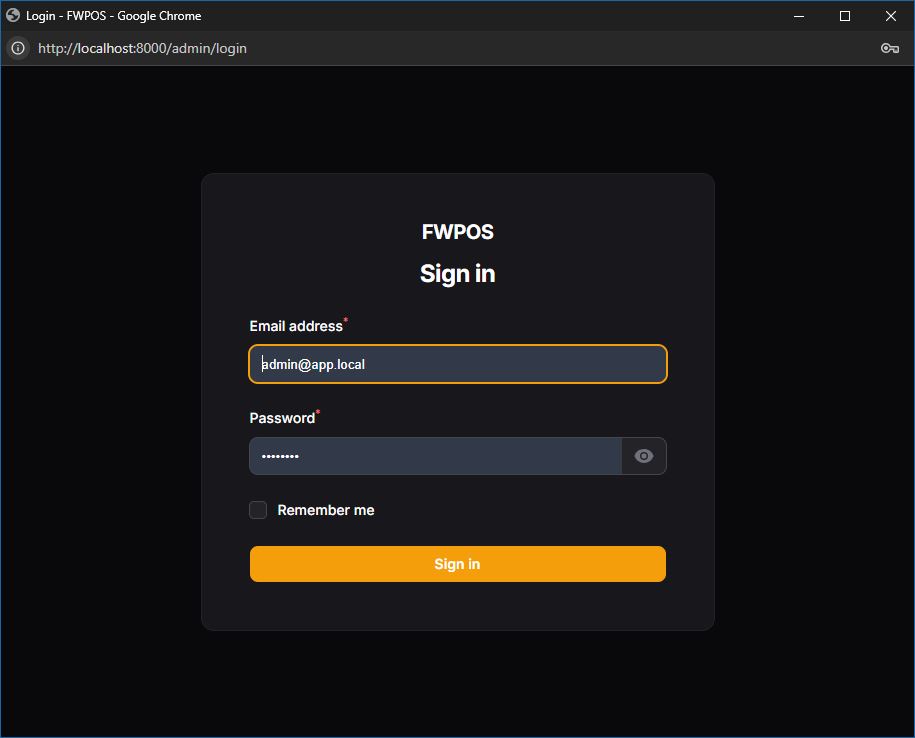 Login - FWPOS - Google Chrome
http://localhost:8000/admin/login
FWPOS
Sign in
Email address*
admin@app.local
Password*
••••••••
Remember me
Sign in